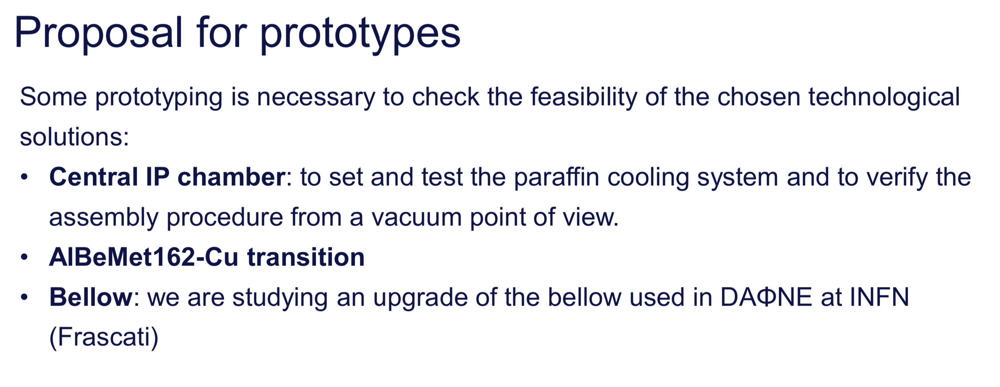 Proposal for prototypes
Some prototyping is necessary to check the feasibility of the chosen technological
solutions:
• Central IP chamber: to set and test the paraffin cooling system and to verify the
assembly procedure from a vacuum point of view.
• AlBeMet162-Cu transition
• Bellow: we are studying an upgrade of the bellow used in DAΦNE at INFN
(Frascati)